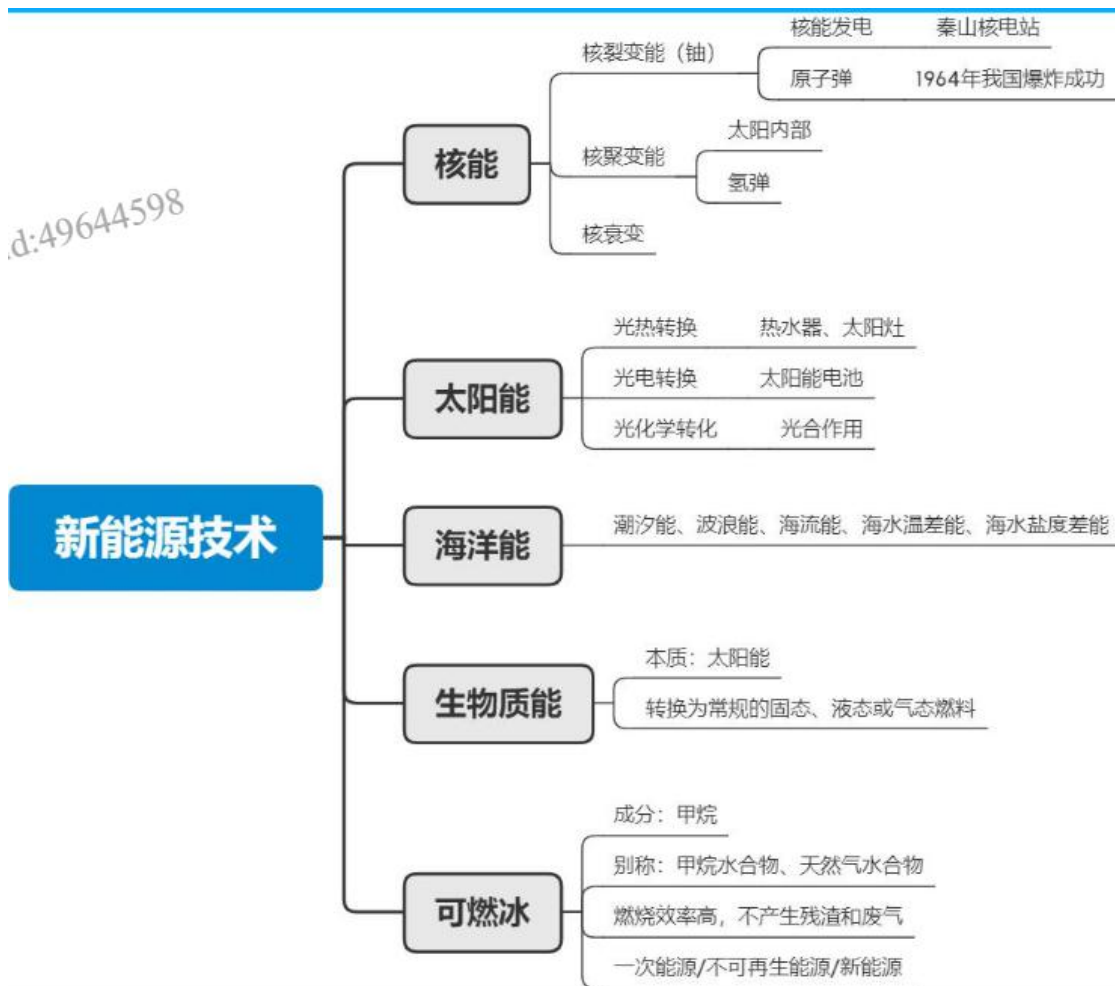 核能发电 秦山核电站
核裂变能（铀）
原子弹 1964年我国爆炸成功
太阳内部
核能
核聚变能
氢弹
d:49644598
核衰变
光热转换 热水器、太阳灶
太阳能
光电转换 太阳能电池
光化学转化 光合作用
新能源技术
海洋能
潮汐能、波浪能、海流能、海水温差能、海水盐度差能
本质：太阳能
生物质能
转换为常规的固态、液态或气态燃料
成分：甲烷
别称：甲烷水合物、天然气水合物
可燃冰
燃烧效率高，不产生残渣和废气
一次能源/不可再生能源/新能源